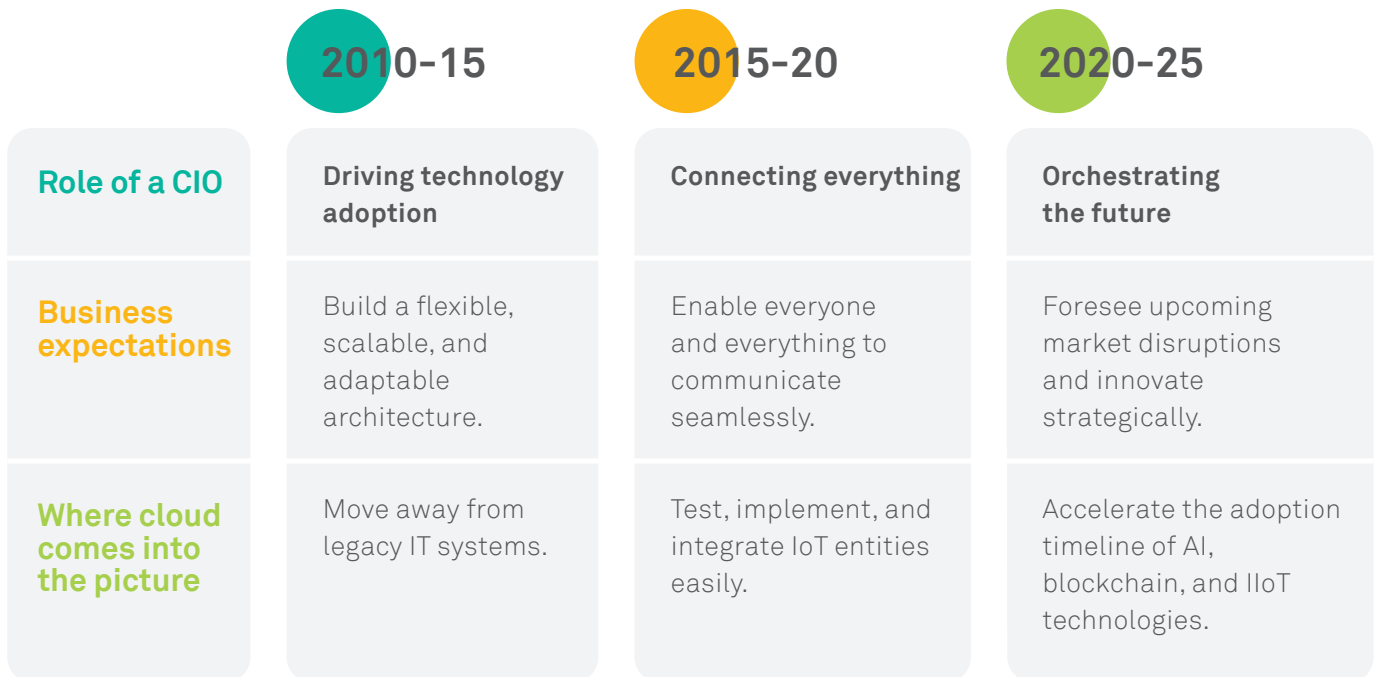 2010-15
2015-20
2020-25
Role of a CIO
Driving technology
adoption
Connecting everything
Orchestrating
the future
Business
expectations
Build a flexible,
scalable, and
adaptable
architecture.
Enable everyone
and everything to
communicate
seamlessly.
Foresee upcoming
market disruptions
and innovate
strategically.
Where cloud
comes into
the picture
Move away from
legacy IT systems.
Test, implement, and
integrate IoT entities
easily.
Accelerate the adoption
timeline of AI,
blockchain, and IIoT
technologies.